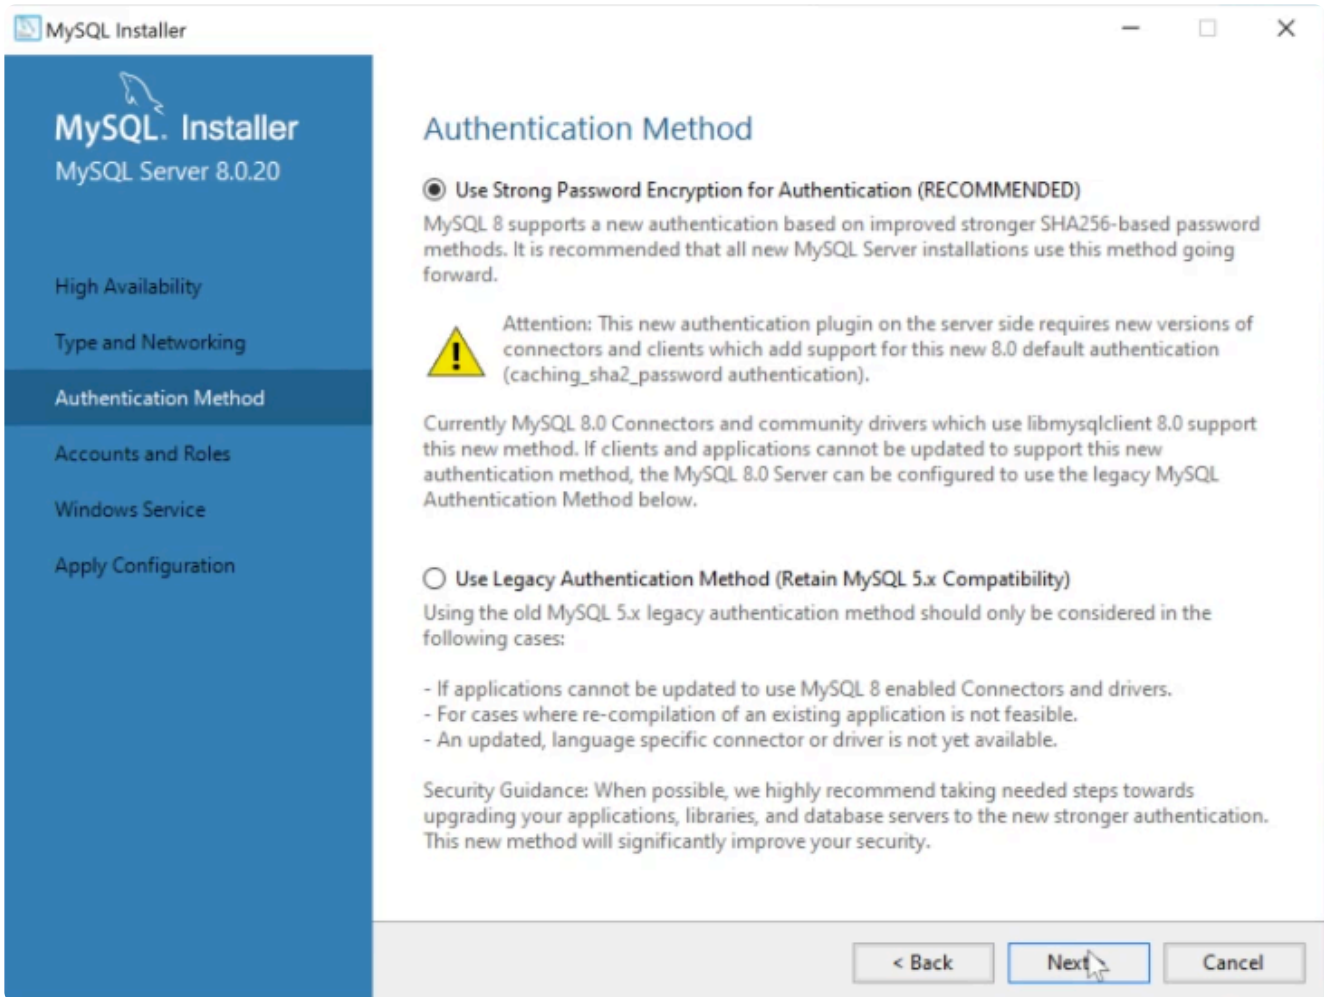 MySQL Installer
MySQL. Installer
MySQL Server 8.0.20
High Availability
Type and Networking
Authentication Method
Accounts and Roles
Windows Service
Apply Configuration
Authentication Method
Use Strong Password Encryption for Authentication (RECOMMENDED)
MySQL 8 supports a new authentication based on improved stronger SHA256-based password
methods. It is recommended that all new MySQL Server installations use this method going
forward.
Attention: This new authentication plugin on the server side requires new versions of
connectors and clients which add support for this new 8.0 default authentication
(caching_sha2_password authentication).
Currently MySQL 8.0 Connectors and community drivers which use libmysqlclient 8.0 support
this new method. If clients and applications cannot be updated to support this new
authentication method, the MySQL 8.0 Server can be configured to use the legacy MySQL
Authentication Method below.
Use Legacy Authentication Method (Retain MySQL 5.x Compatibility)
Using the old MySQL 5.x legacy authentication method should only be considered in the
following cases:
- If applications cannot be updated to use MySQL 8 enabled Connectors and drivers.
- For cases where re-compilation of an existing application is not feasible.
- An updated, language specific connector or driver is not yet available.
Security Guidance: When possible, we highly recommend taking needed steps towards
upgrading your applications, libraries, and database servers to the new stronger authentication.
This new method will significantly improve your security.
< Back
Next
Cancel